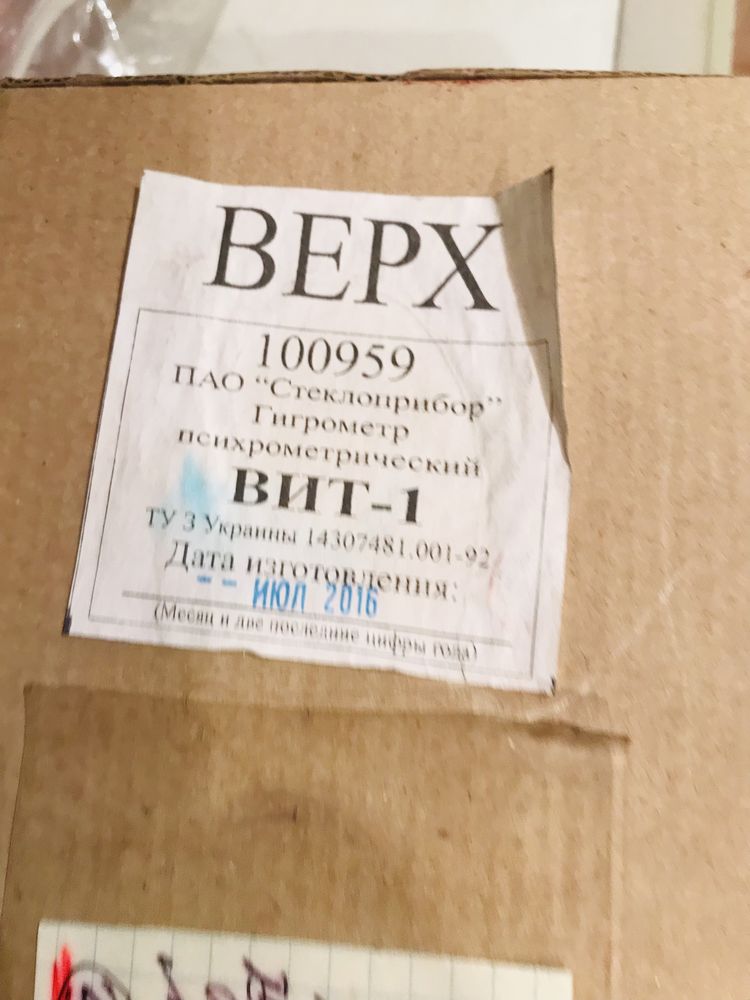 ВЕРХ
100959
ПАО “Стеклоприбор”
Гигрометр
психрометрический
ВИТ-1
ТУ З Украины 14307481.001-92
Дата изготовления:
-- ИЮЛ 2016
(Месяц и две последние цифры года)